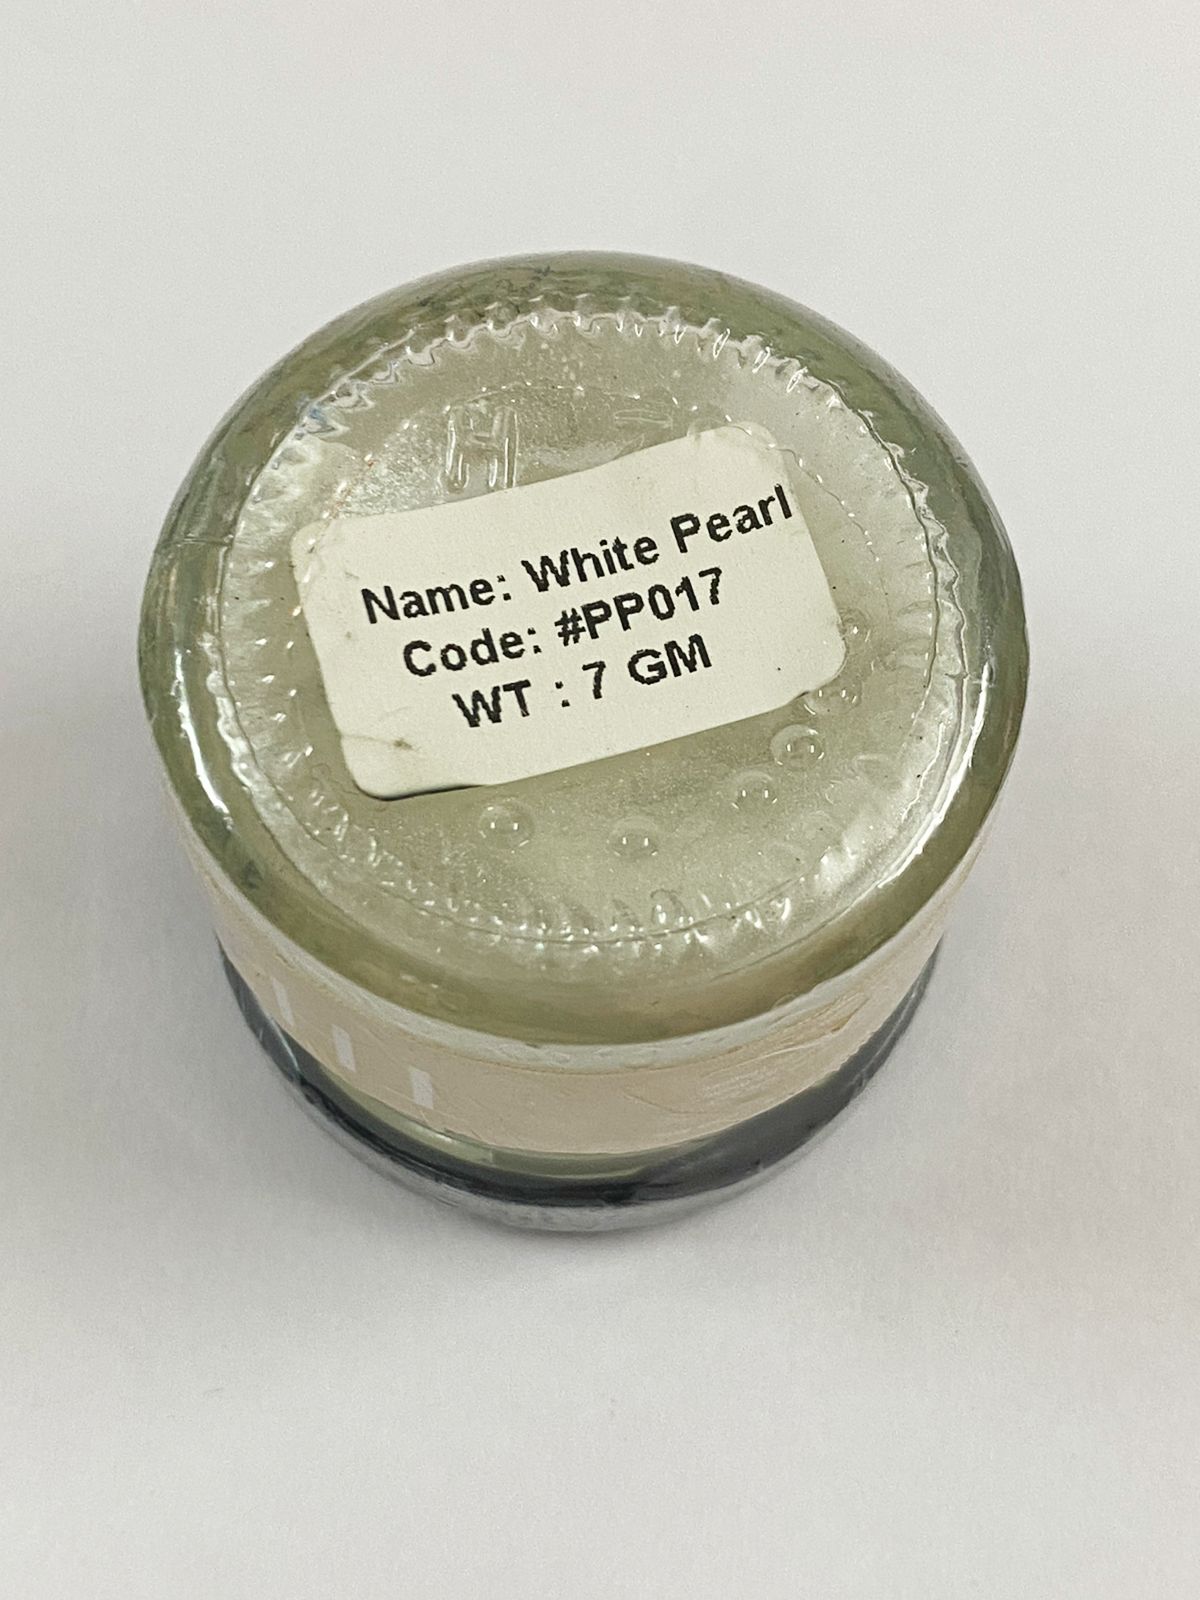 H
Name: White Pearl
Code: #PP017
WT : 7 GM